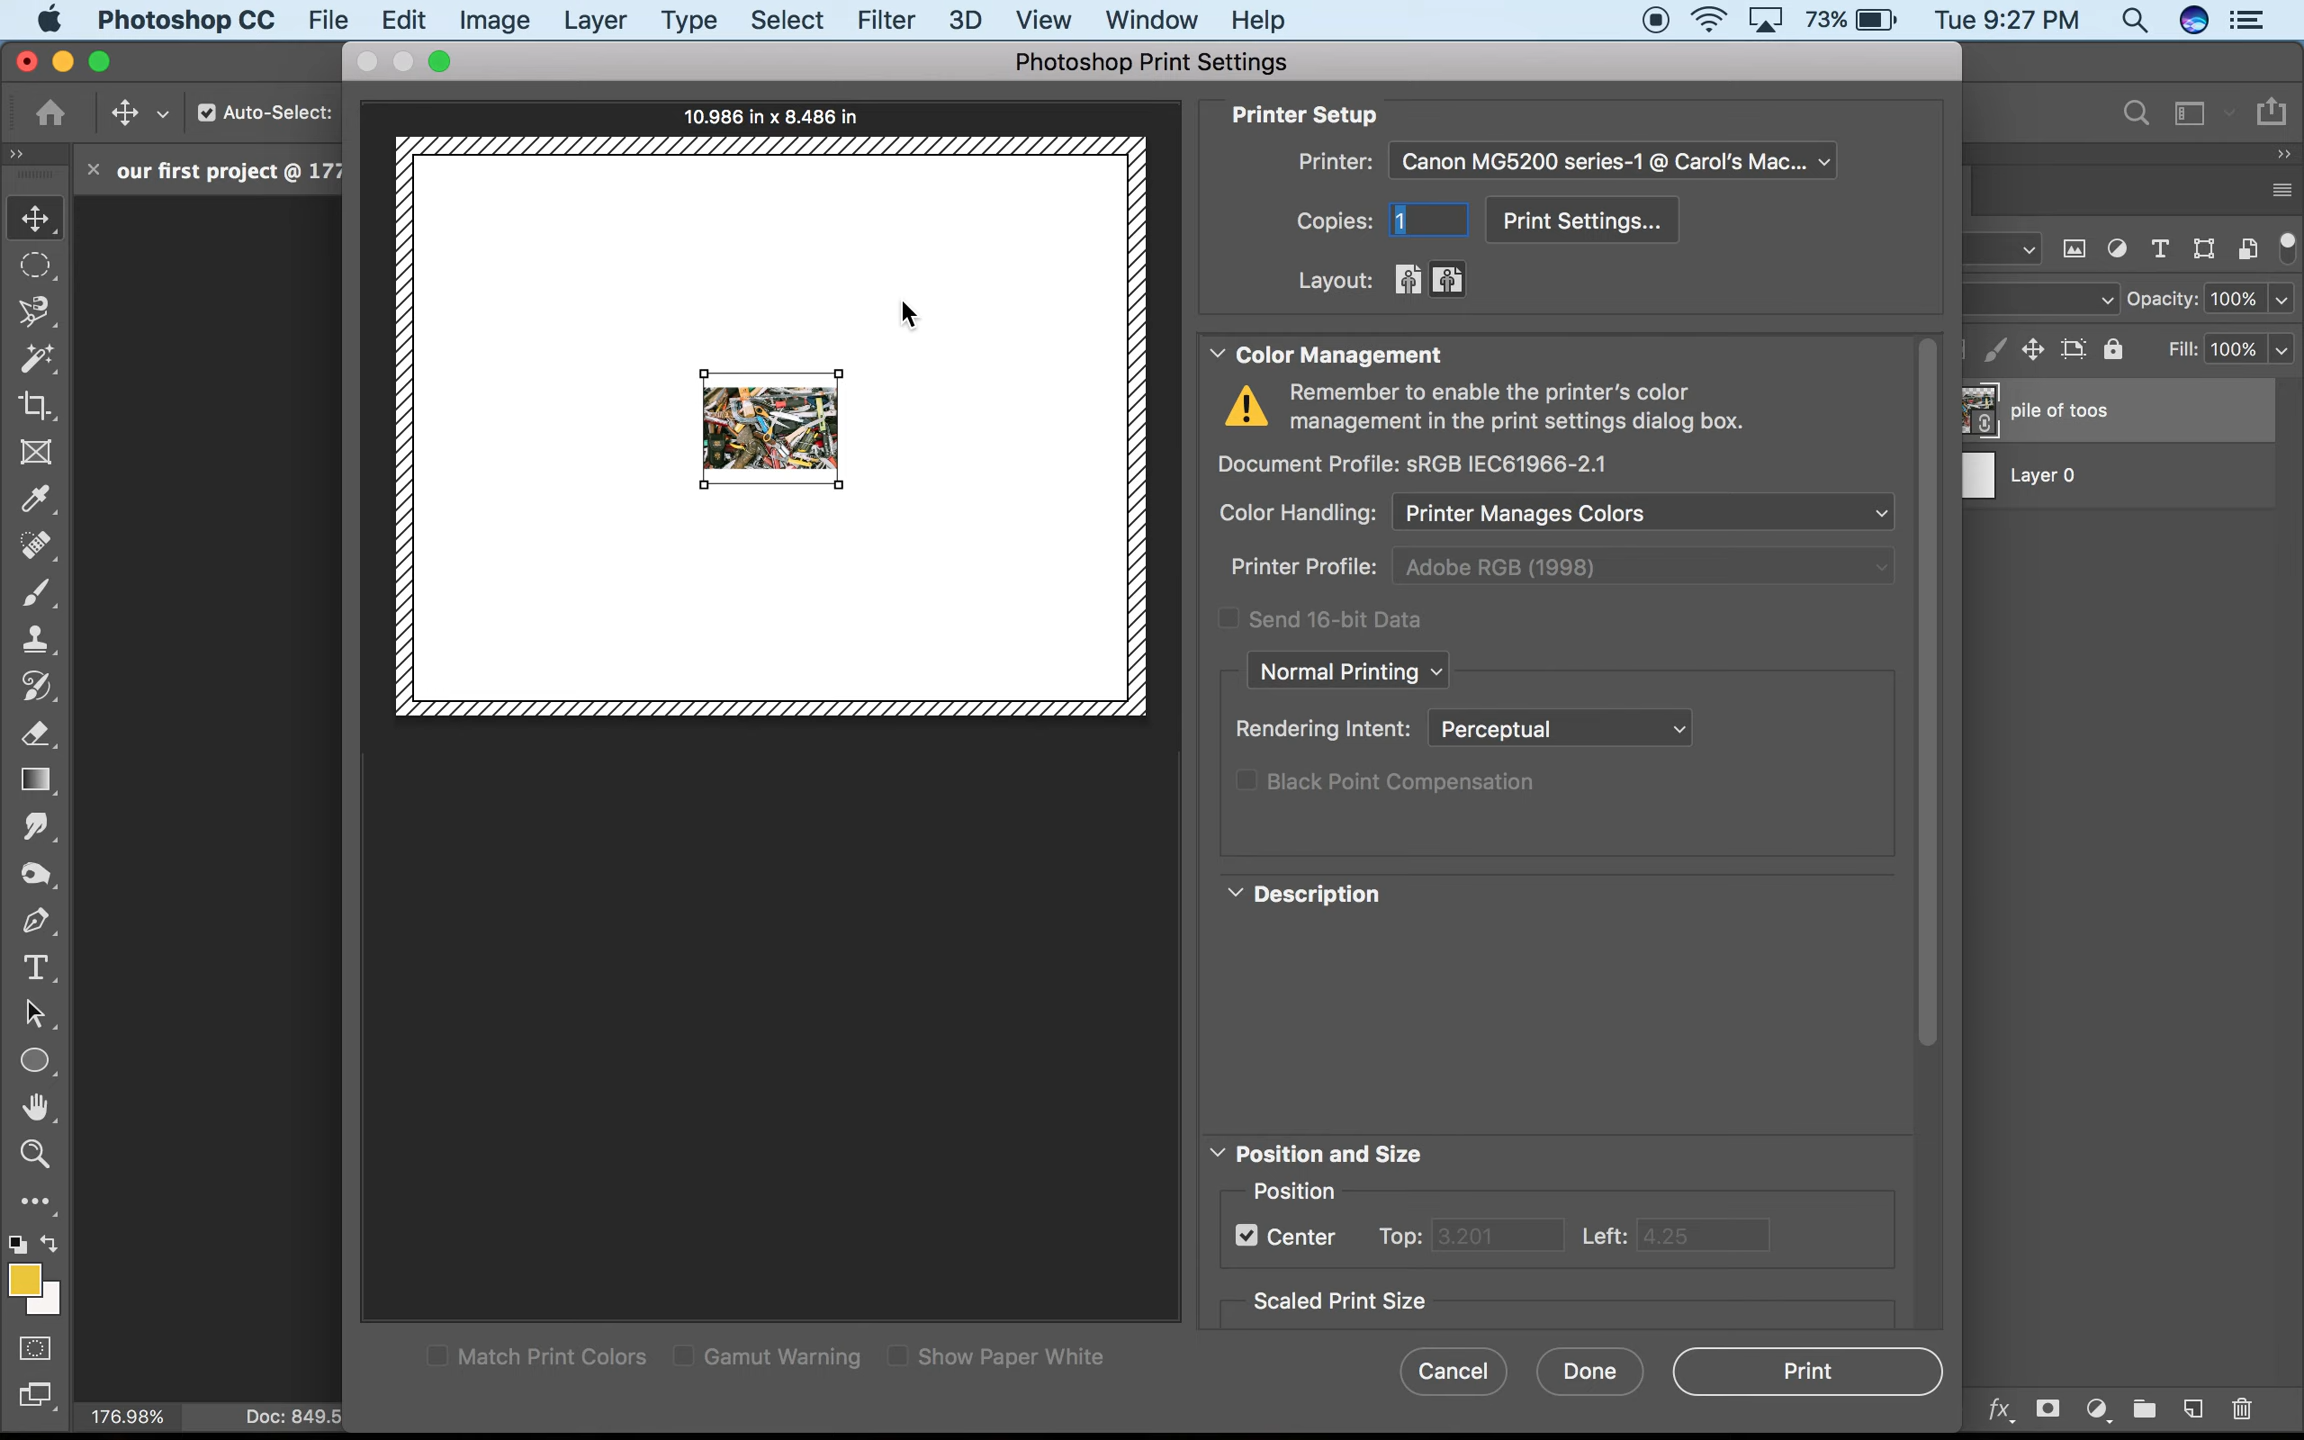 Photoshop CC File Edit Image Layer Type Select Filter 3D View Window Help 73% Tue 9:27 PM
Photoshop Print Settings
Auto-Select:
our first project @ 177
10.986 in x 8.486 in
Printer Setup
Printer: Canon MG5200 series-1 @ Carol's Mac...
Copies: 1 Print Settings...
Layout:
Color Management
Remember to enable the printer's color
management in the print settings dialog box.
Document Profile: sRGB IEC61966-2.1
Color Handling: Printer Manages Colors
Printer Profile: Adobe RGB (1998)
Send 16-bit Data
Normal Printing
Rendering Intent: Perceptual
Black Point Compensation
Description
Position and Size
Position
Center Top: 3.201 Left: 4.25
Scaled Print Size
Match Print Colors Gamut Warning Show Paper White
Cancel Done Print
Opacity: 100%
Fill: 100%
pile of toos
Layer 0
fx
176.98% Doc: 849.5